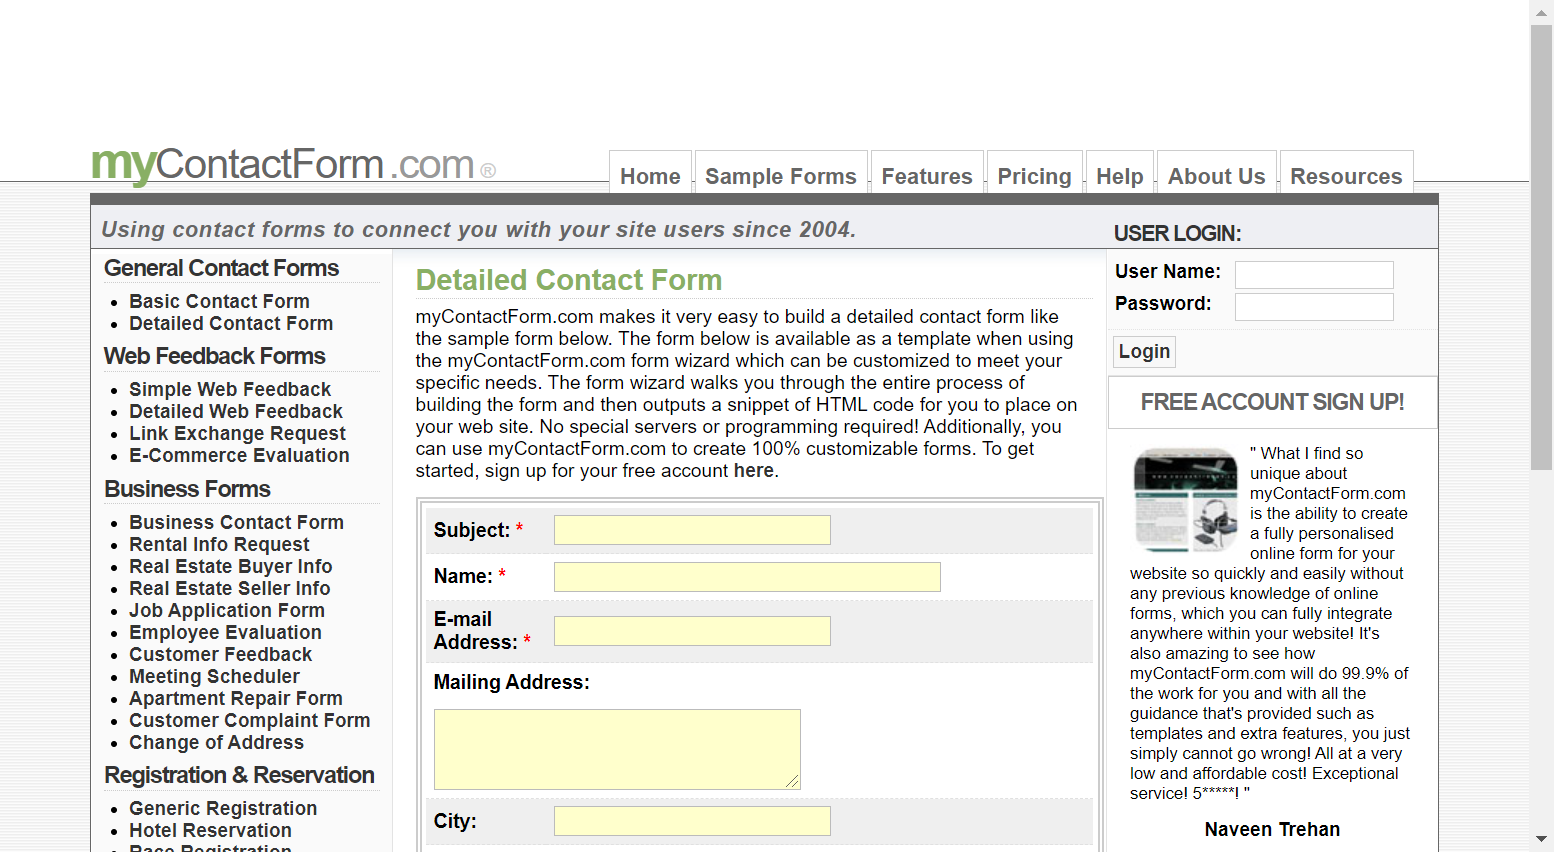 myContactForm.com ®
Home Sample Forms Features Pricing Help About Us Resources
Using contact forms to connect you with your site users since 2004.
USER LOGIN:
General Contact Forms
Basic Contact Form
Detailed Contact Form
Web Feedback Forms
Simple Web Feedback
Detailed Web Feedback
Link Exchange Request
E-Commerce Evaluation
Business Forms
Business Contact Form
Rental Info Request
Real Estate Buyer Info
Real Estate Seller Info
Job Application Form
Employee Evaluation
Customer Feedback
Meeting Scheduler
Apartment Repair Form
Customer Complaint Form
Change of Address
Registration & Reservation
Generic Registration
Hotel Reservation
Race Registration
Detailed Contact Form
myContactForm.com makes it very easy to build a detailed contact form like
the sample form below. The form below is available as a template when using
the myContactForm.com form wizard which can be customized to meet your
specific needs. The form wizard walks you through the entire process of
building the form and then outputs a snippet of HTML code for you to place on
your web site. No special servers or programming required! Additionally, you
can use myContactForm.com to create 100% customizable forms. To get
started, sign up for your free account here.
Subject: *
Name: *
E-mail
Address: *
Mailing Address:
City:
User Name:
Password:
Login
FREE ACCOUNT SIGN UP!
" What I find so
unique about
myContactForm.com
is the ability to create
a fully personalised
online form for your
website so quickly and easily without
any previous knowledge of online
forms, which you can fully integrate
anywhere within your website! It's
also amazing to see how
myContactForm.com will do 99.9% of
the work for you and with all the
guidance that's provided such as
templates and extra features, you just
simply cannot go wrong! All at a very
low and affordable cost! Exceptional
service! 5*****! "
Naveen Trehan